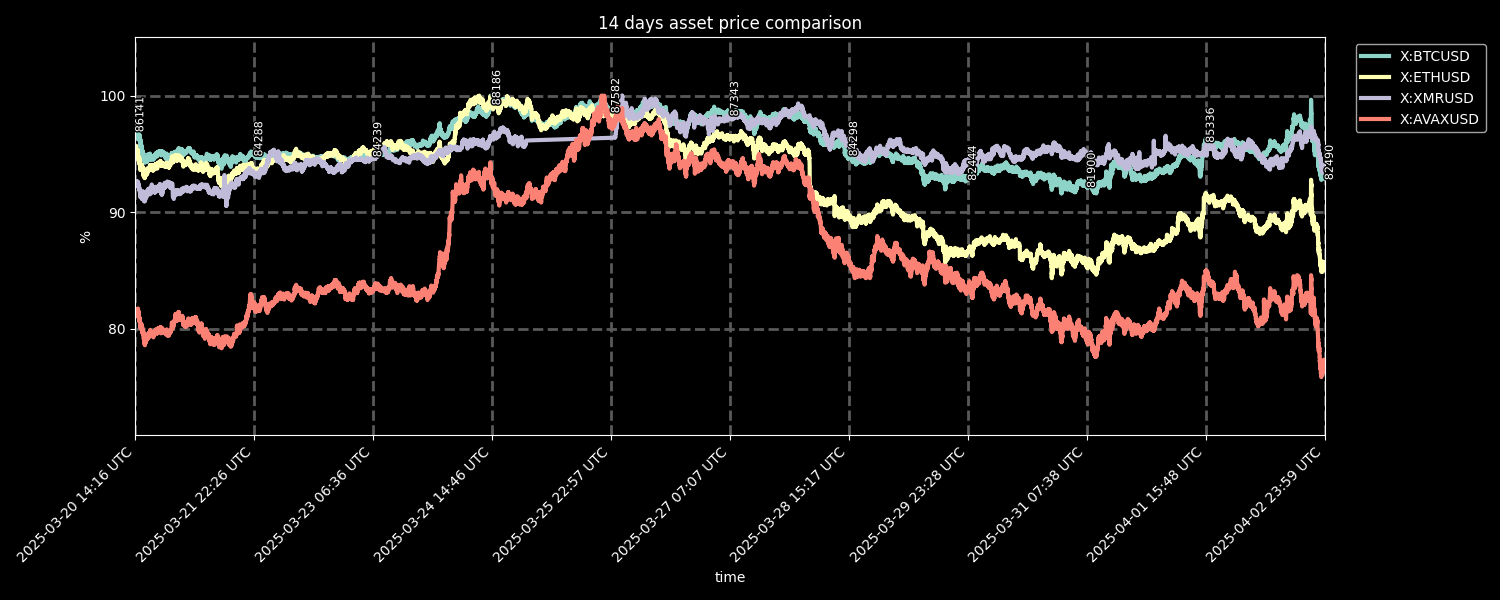 14 days asset price comparison
X:BTCUSD
X:ETHUSD
X:XMRUSD
X:AVAXUSD
100
90
80
%
86141
84288
84239
88186
87582
87343
84298
82444
81900
85336
82490
2025-03-20 14:16 UTC
2025-03-21 22:26 UTC
2025-03-23 06:36 UTC
2025-03-24 14:46 UTC
2025-03-25 22:57 UTC
2025-03-27 07:07 UTC
2025-03-28 15:17 UTC
2025-03-29 23:28 UTC
2025-03-31 07:38 UTC
2025-04-01 15:48 UTC
2025-04-02 23:59 UTC
time